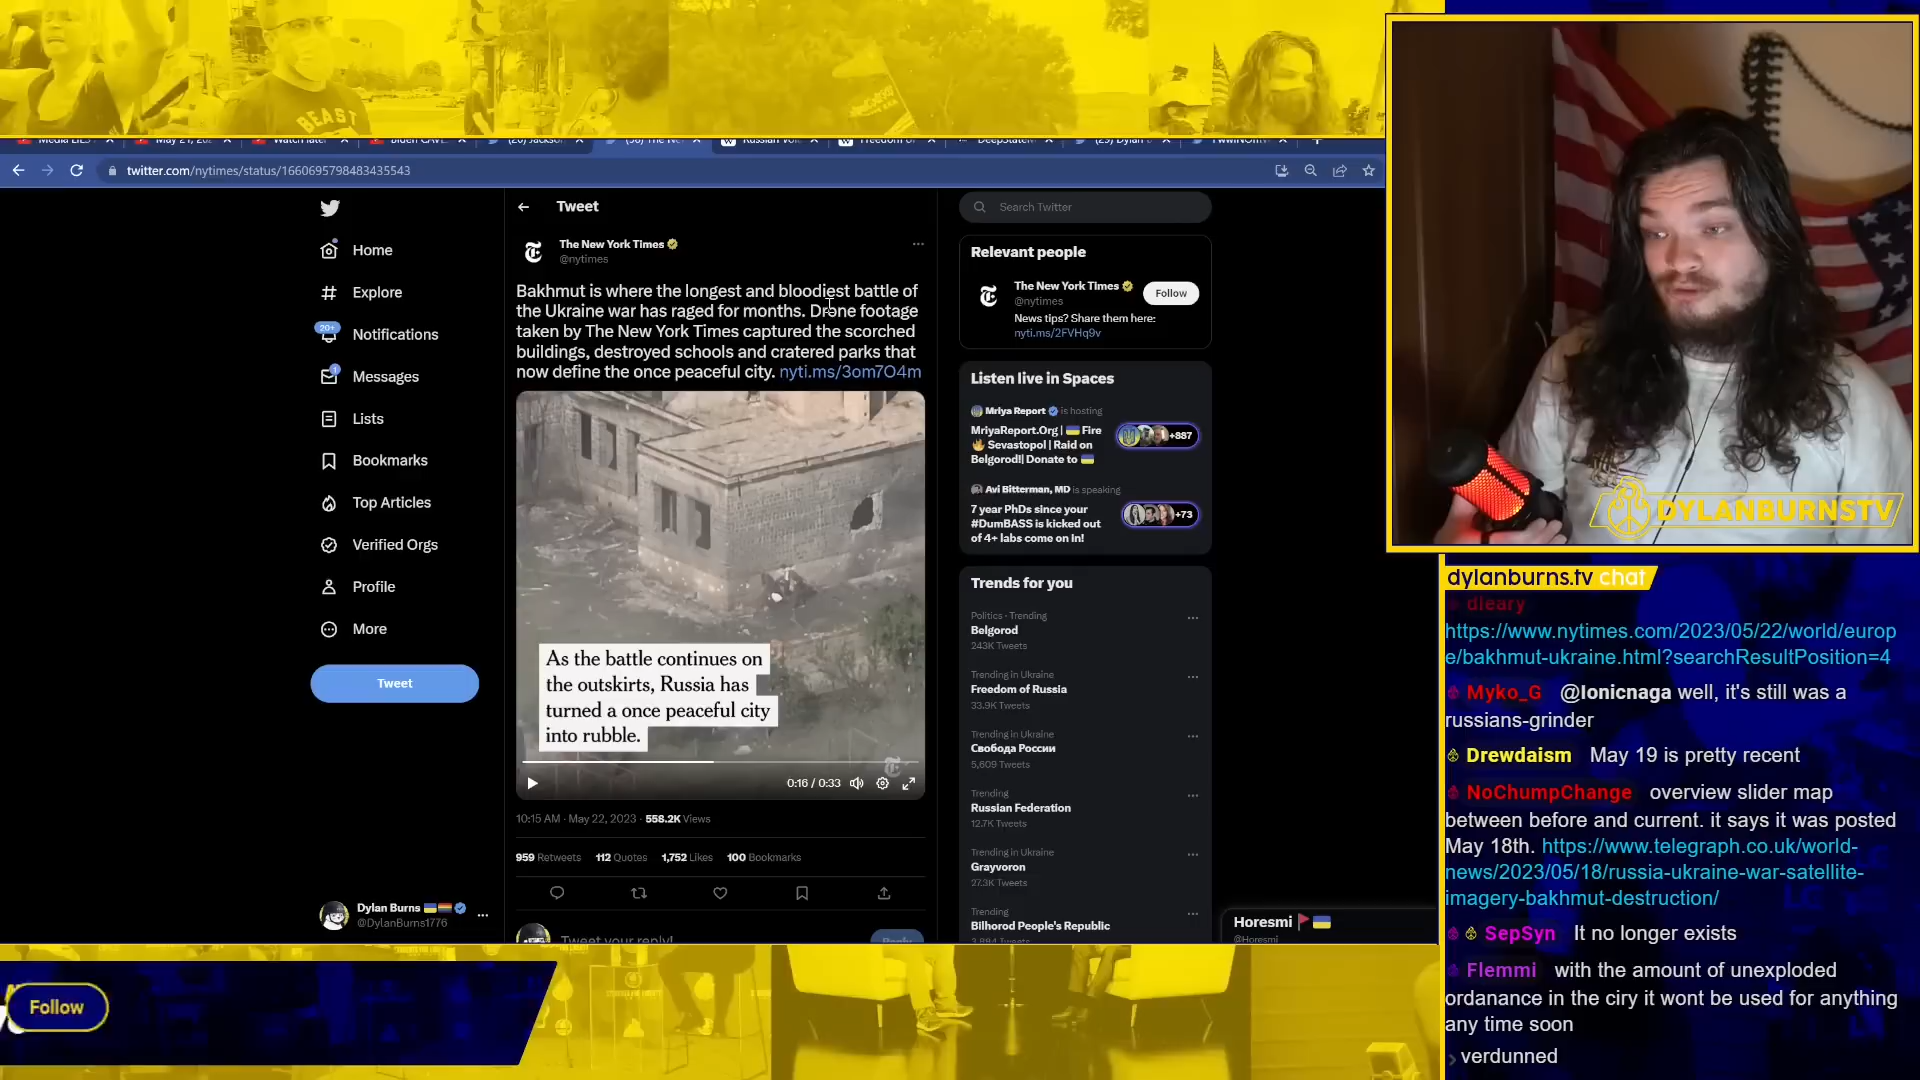 BEAST
May 21, 202
twitter.com/nytimes/status/1660695798483435543
Home
Explore
20+
Notifications
1
Messages
Lists
Bookmarks
Top Articles
Verified Orgs
Profile
More
Tweet
Dylan Burns
@DylanBurns1776
Tweet
The New York Times
@nytimes
Bakhmut is where the longest and bloodiest battle of
the Ukraine war has raged for months. Drone footage
taken by The New York Times captured the scorched
buildings, destroyed schools and cratered parks that
now define the once peaceful city. nyti.ms/3om7O4m
As the battle continues on
the outskirts, Russia has
turned a once peaceful city
into rubble.
0:16 / 0:33
10:15 AM · May 22, 2023 · 558.2K Views
959 Retweets 112 Quotes 1,752 Likes 100 Bookmarks
Tweet your reply!
Reply
Search Twitter
Relevant people
The New York Times
@nytimes
Follow
News tips? Share them here:
nyti.ms/2FVHq9v
Listen live in Spaces
Mriya Report is hosting
MriyaReport.Org | Fire
Sevastopol | Raid on
Belgorod!| Donate to
+887
Avi Bitterman, MD is speaking
7 year PhDs since your
#DumBASS is kicked out
of 4+ labs come on in!
+73
Trends for you
Politics · Trending
Belgorod
243K Tweets
Trending in Ukraine
Freedom of Russia
33.9K Tweets
Trending in Ukraine
Свобода России
5,609 Tweets
Trending
Russian Federation
12.7K Tweets
Trending in Ukraine
Grayvoron
27.3K Tweets
Trending
Bilhorod People's Republic
3,884 Tweets
Horesmi
@Horesmi
DYLANBURNSTV
dylanburns.tv chat
dleary
https://www.nytimes.com/2023/05/22/world/europ
e/bakhmut-ukraine.html?searchResultPosition=4
Myko_G @Ionicnaga well, it's still was a
russians-grinder
Drewdaism May 19 is pretty recent
NoChumpChange overview slider map
between before and current. it says it was posted
May 18th. https://www.telegraph.co.uk/world-
news/2023/05/18/russia-ukraine-war-satellite-
imagery-bakhmut-destruction/
SepSyn It no longer exists
Flemmi with the amount of unexploded
ordanance in the ciry it wont be used for anything
any time soon
verdunned
Follow